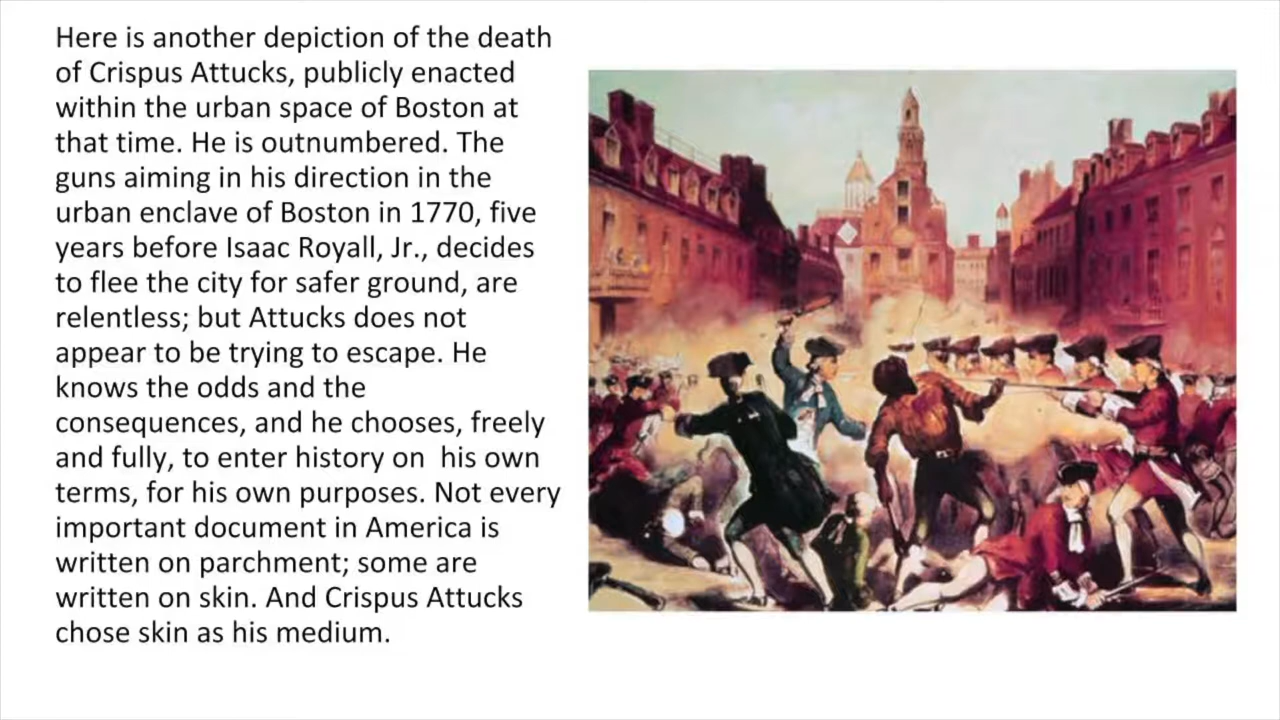 Here is another depiction of the death
of Crispus Attucks, publicly enacted
within the urban space of Boston at
that time. He is outnumbered. The
guns aiming in his direction in the
urban enclave of Boston in 1770, five
years before Isaac Royall, Jr., decides
to flee the city for safer ground, are
relentless; but Attucks does not
appear to be trying to escape. He
knows the odds and the
consequences, and he chooses, freely
and fully, to enter history on  his own
terms, for his own purposes. Not every
important document in America is
written on parchment; some are
written on skin. And Crispus Attucks
chose skin as his medium.